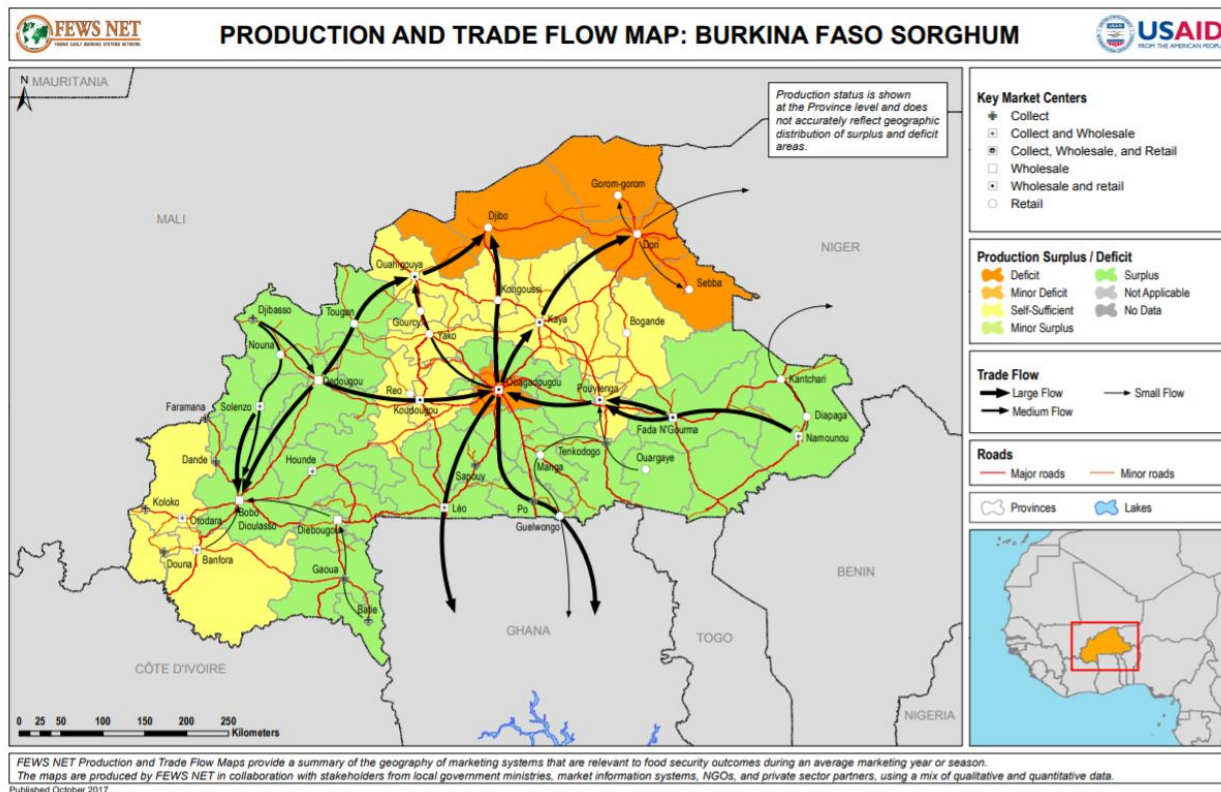 FEWS NET
FAMINE EARLY WARNING SYSTEMS NETWORK
PRODUCTION AND TRADE FLOW MAP: BURKINA FASO SORGHUM
USAID
FROM THE AMERICAN PEOPLE
MAURITANIA
N
Production status is shown
at the Province level and does
not accurately reflect geographic
distribution of surplus and deficit
areas.
MALI
Gorom-gorom
Djibo
Dori
NIGER
Ouahigouya
Sebba
Kongoussi
Djibasso
Tougan
Gourcy
Kaya
Yako
Bogande
Nouna
Dedougou
Ouagadougou
Kantchari
Reo
Pouytenga
Solenzo
Koudougou
Faramana
Diapaga
Fada N'Gourma
Namounou
Tenkodogo
Dande
Hounde
Manga
Ouargaye
Sapouy
Koloko
Orodara
Bobo
Dioulasso
Léo
Po
Diebougou
Guelwongo
Douna
Banfora
Gaoua
BENIN
Batie
GHANA
TOGO
CÔTE D'IVOIRE
NIGERIA
0 25 50 100 150 200 250
Kilometers
Key Market Centers
Collect
Collect and Wholesale
Collect, Wholesale, and Retail
Wholesale
Wholesale and retail
Retail
Production Surplus / Deficit
Deficit
Surplus
Minor Deficit
Not Applicable
Self-Sufficient
No Data
Minor Surplus
Trade Flow
Large Flow
Small Flow
Medium Flow
Roads
Major roads
Minor roads
Provinces
Lakes
FEWS NET Production and Trade Flow Maps provide a summary of the geography of marketing systems that are relevant to food security outcomes during an average marketing year or season.
The maps are produced by FEWS NET in collaboration with stakeholders from local government ministries, market information systems, NGOs, and private sector partners, using a mix of qualitative and quantitative data.
Published October 2017